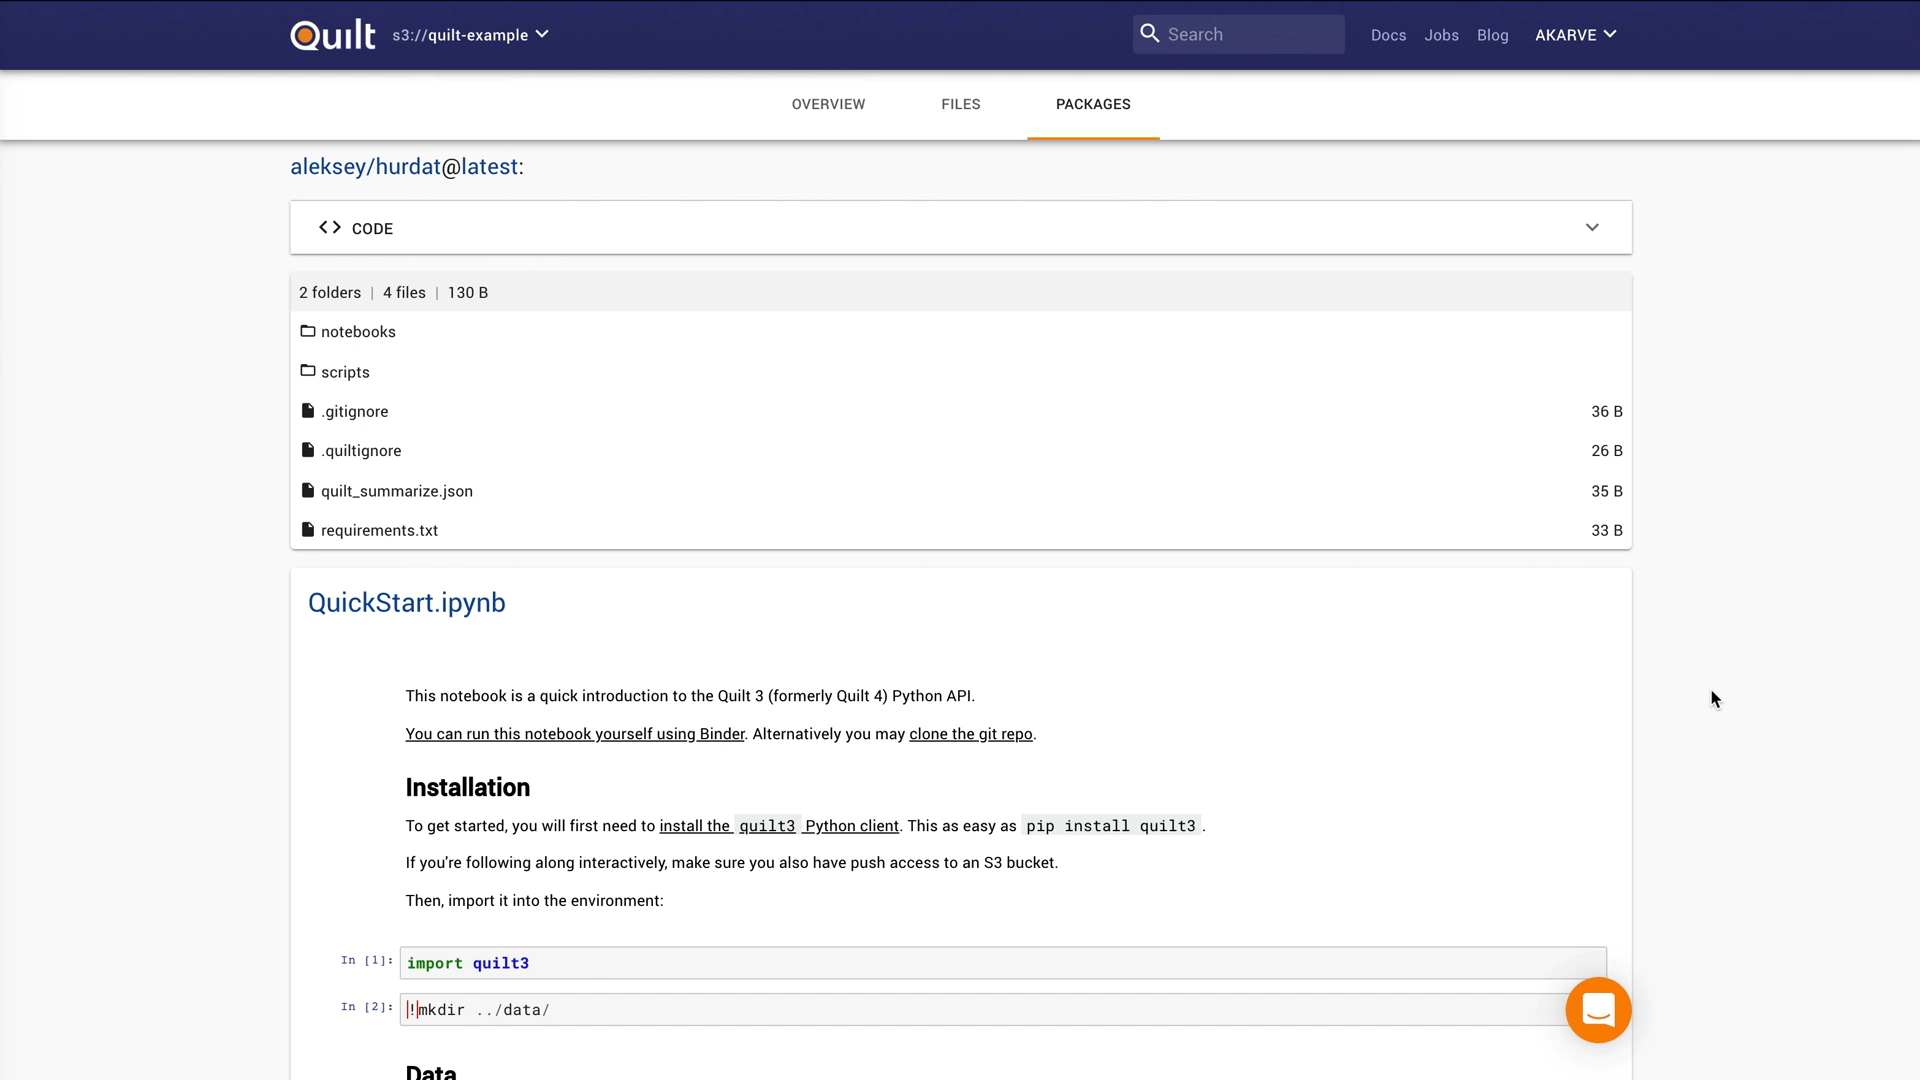 Quilt s3://quilt-example Search Docs Jobs Blog AKARVE
OVERVIEW FILES PACKAGES
aleksey/hurdat@latest:
<> CODE
2 folders | 4 files | 130 B
notebooks
scripts
.gitignore 36 B
.quiltignore 26 B
quilt_summarize.json 35 B
requirements.txt 33 B
QuickStart.ipynb
This notebook is a quick introduction to the Quilt 3 (formerly Quilt 4) Python API.
You can run this notebook yourself using Binder. Alternatively you may clone the git repo.
Installation
To get started, you will first need to install the quilt3 Python client. This as easy as pip install quilt3.
If you're following along interactively, make sure you also have push access to an S3 bucket.
Then, import it into the environment:
In [1]: import quilt3
In [2]: !mkdir ../data/
Data